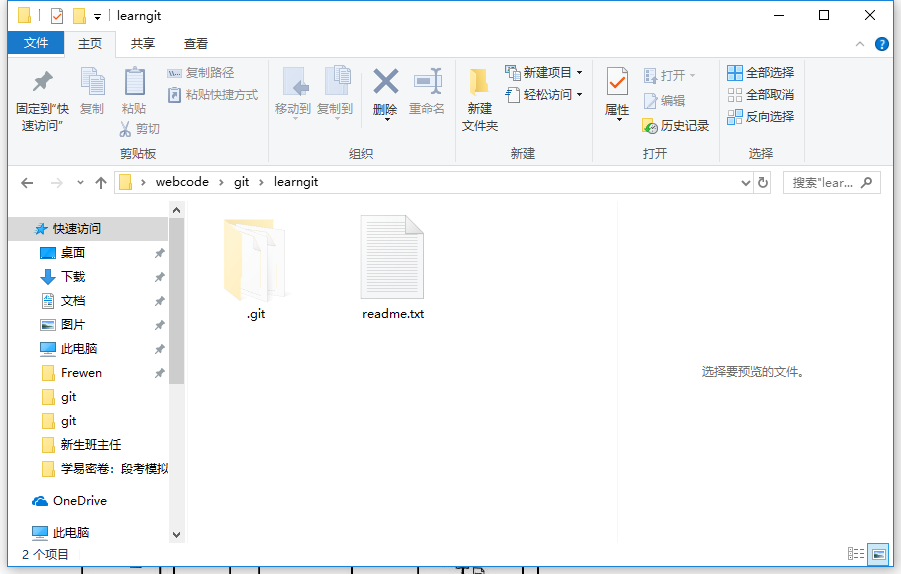 learngit
文件 主页 共享 查看
固定到"快速访问"
复制
粘贴
复制路径
粘贴快捷方式
剪切
剪贴板
移动到
复制到
删除
重命名
组织
新建文件夹
新建项目
轻松访问
新建
属性
打开
编辑
历史记录
打开
全部选择
全部取消
反向选择
选择
webcode › git › learngit
搜索"lear...
快速访问
桌面
下载
文档
图片
此电脑
Frewen
git
git
新生班主任
学易密卷：段考模拟
OneDrive
此电脑
.git
readme.txt
选择要预览的文件。
2 个项目